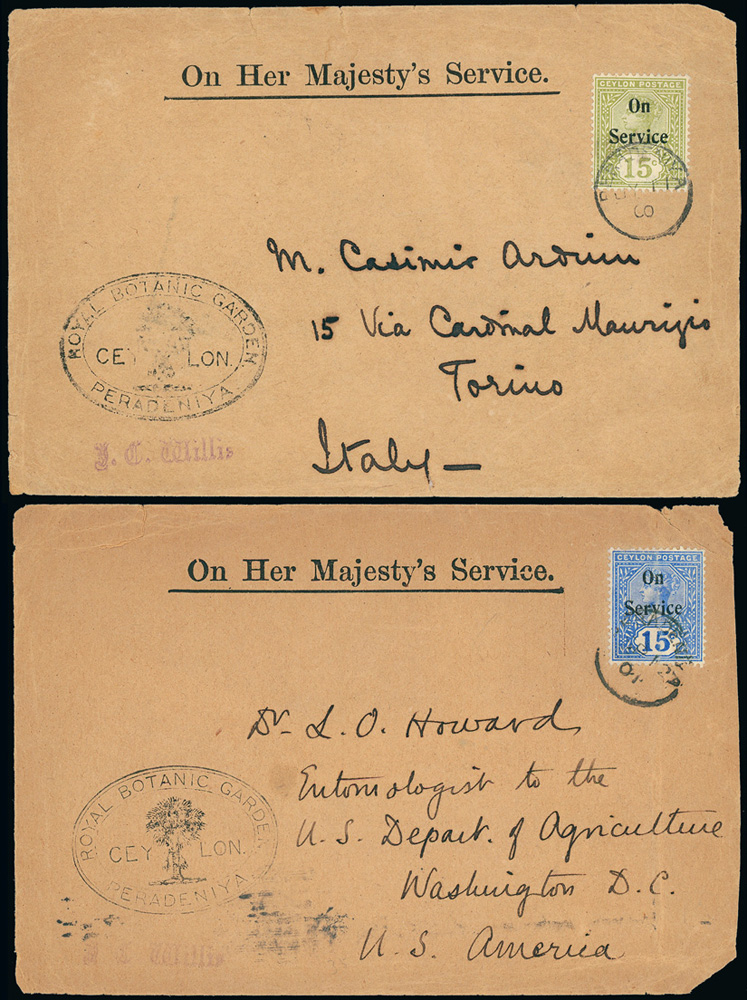 On Her Majesty's Service.
CEYLON POSTAGE
On
Service
15c
M. Casimir Arduin
15 Via Cardinal Maurizio
Torino
Italy—
ROYAL BOTANIC GARDEN.
CEYLON.
PERADENIYA
J. C. Willis
On Her Majesty's Service.
CEYLON POSTAGE
On
Service
15c
Dr. L. O. Howard
Entomologist to the
U. S. Depart. of Agriculture
Washington D.C.
U. S. America
ROYAL BOTANIC GARDEN
CEYLON.
PERADENIYA
Willis